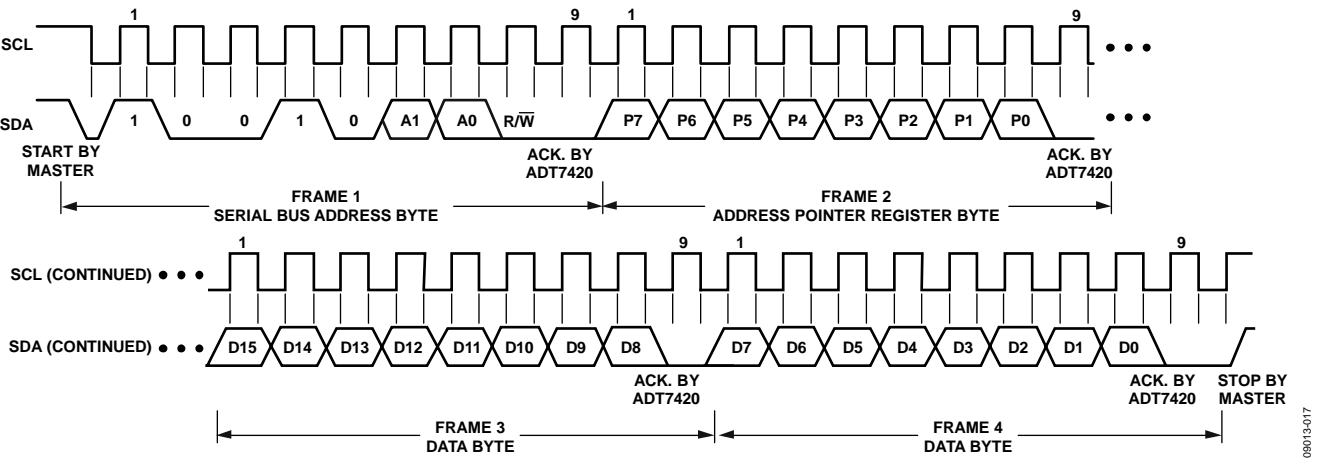 1 9 1 9
SCL
SDA 1 0 0 1 0 A1 A0 R/W̅ P7 P6 P5 P4 P3 P2 P1 P0
START BY MASTER
ACK. BY ADT7420
ACK. BY ADT7420
FRAME 1
SERIAL BUS ADDRESS BYTE
FRAME 2
ADDRESS POINTER REGISTER BYTE
1 9 1 9
SCL (CONTINUED)
SDA (CONTINUED) D15 D14 D13 D12 D11 D10 D9 D8 D7 D6 D5 D4 D3 D2 D1 D0
ACK. BY ADT7420
ACK. BY ADT7420
STOP BY MASTER
FRAME 3
DATA BYTE
FRAME 4
DATA BYTE
09013-017